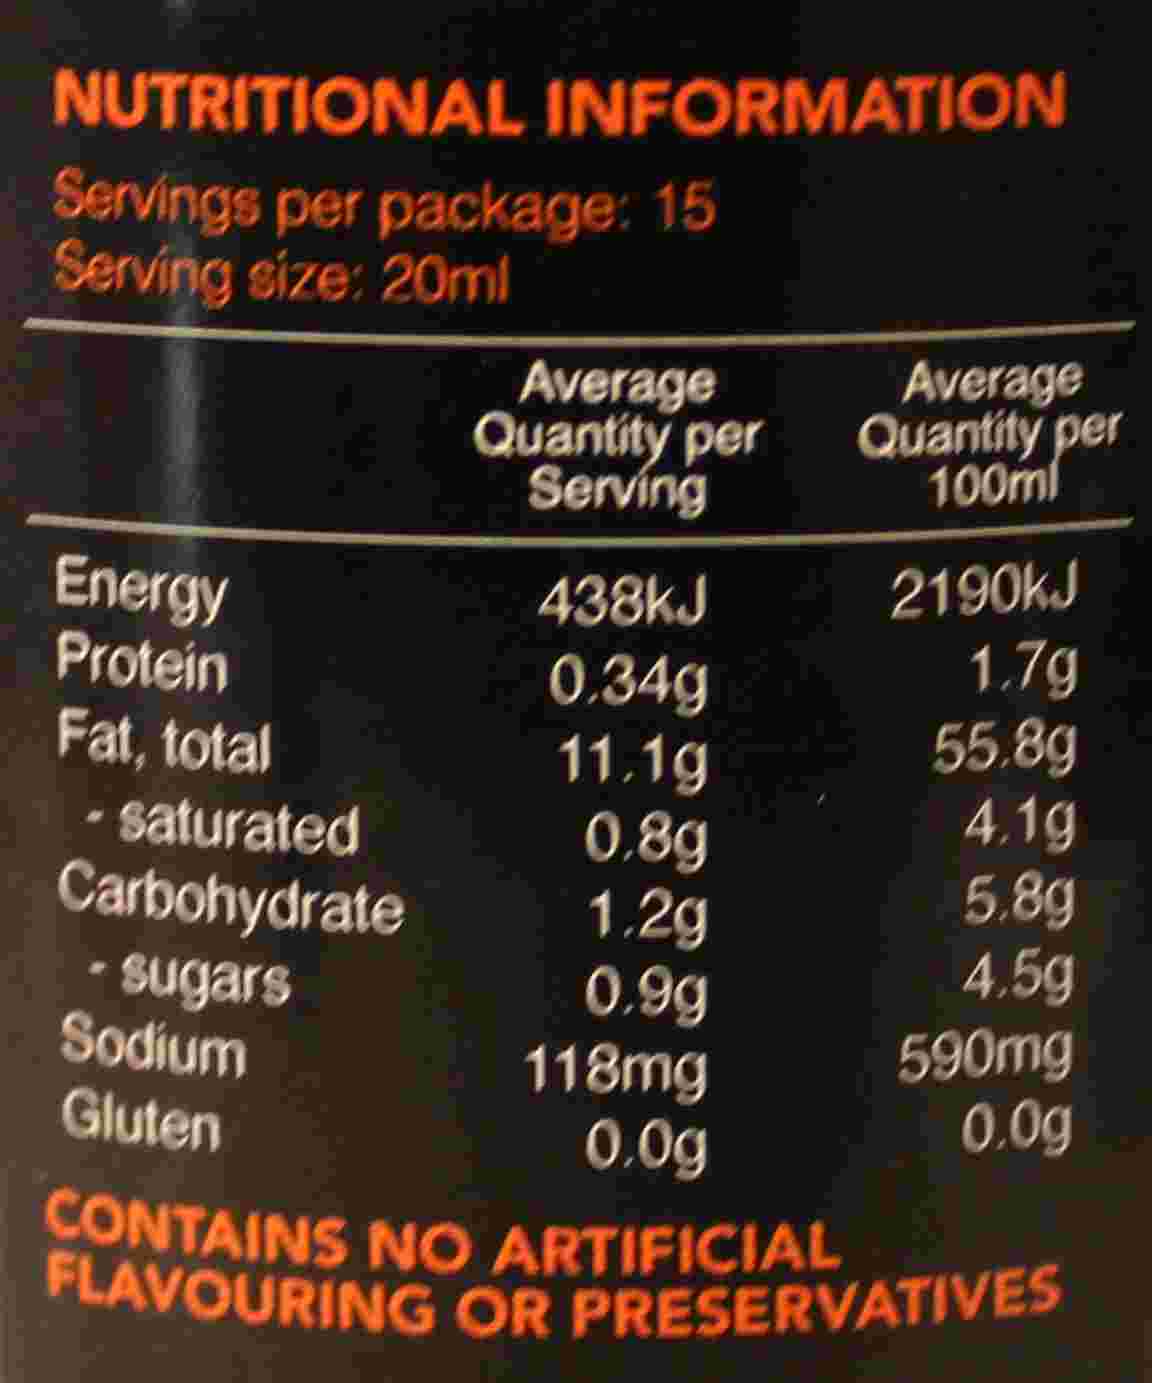 NUTRITIONAL INFORMATION
Servings per package: 15
Serving size: 20ml
Average Quantity per Serving
Average Quantity per 100ml
Energy 438kJ 2190kJ
Protein 0.34g 1.7g
Fat, total 11.1g 55.8g
- saturated 0.8g 4.1g
Carbohydrate 1.2g 5.8g
- sugars 0.9g 4.5g
Sodium 118mg 590mg
Gluten 0.0g 0.0g
CONTAINS NO ARTIFICIAL
FLAVOURING OR PRESERVATIVES